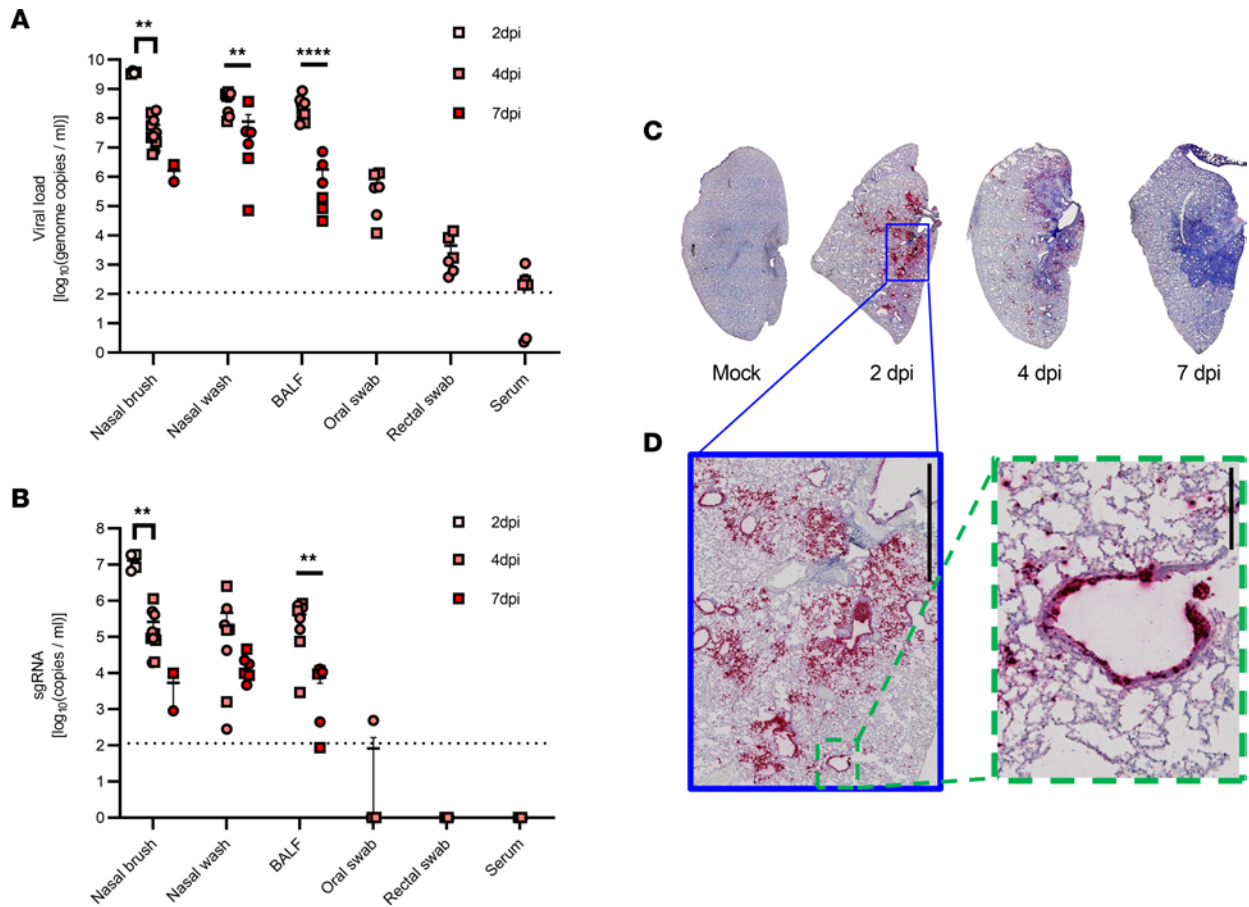 A
**
**
****
2dpi
4dpi
7dpi
10
9
8
7
6
5
4
3
2
1
0
Viral load
[log10(genome copies / ml)]
Nasal brush
Nasal wash
BALF
Oral swab
Rectal swab
Serum
B
**
**
2dpi
4dpi
7dpi
8
7
6
5
4
3
2
1
0
sgRNA
[log10(copies / ml)]
Nasal brush
Nasal wash
BALF
Oral swab
Rectal swab
Serum
C
Mock
2 dpi
4 dpi
7 dpi
D